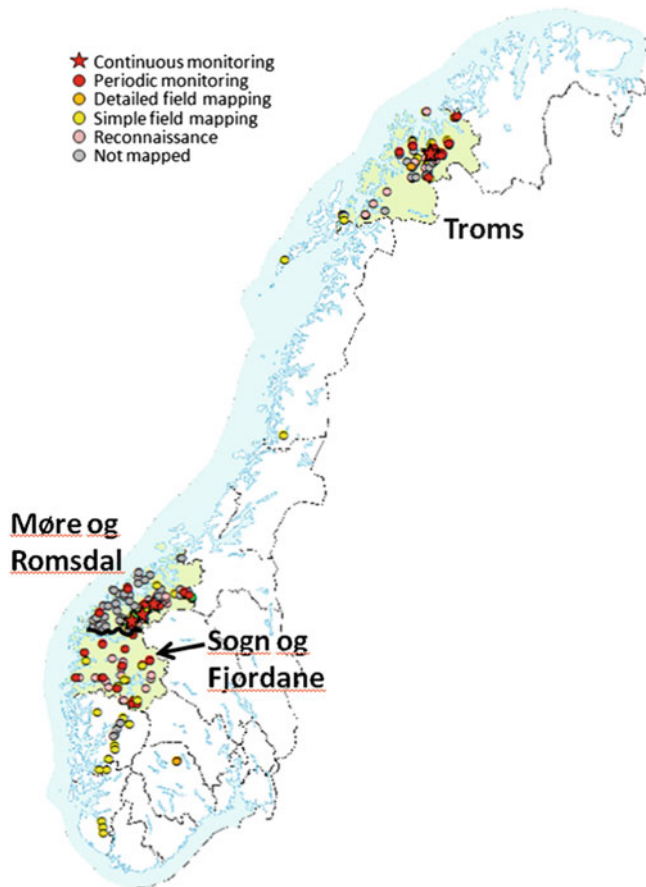 Continuous monitoring
Periodic monitoring
Detailed field mapping
Simple field mapping
Reconnaissance
Not mapped
Troms
Møre og
Romsdal
Sogn og
Fjørdane